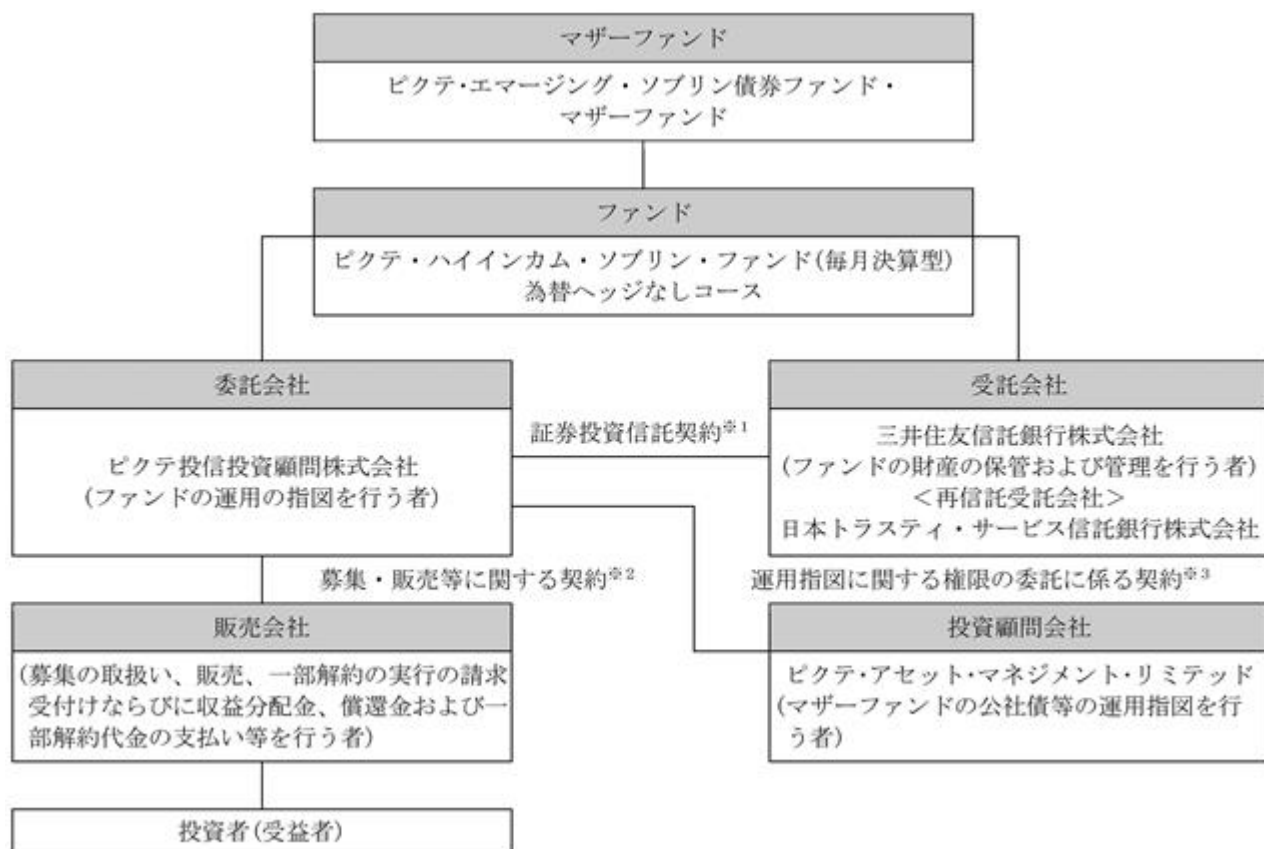 マザーファンド
ピクテ・エマージング・ソブリン債券ファンド・
マザーファンド
ファンド
ピクテ・ハイインカム・ソブリン・ファンド(毎月決算型)
為替ヘッジなしコース
委託会社
ピクテ投信投資顧問株式会社
(ファンドの運用の指図を行う者)
証券投資信託契約※1
受託会社
三井住友信託銀行株式会社
(ファンドの財産の保管および管理を行う者)
<再信託受託会社>
日本トラスティ・サービス信託銀行株式会社
募集・販売等に関する契約※2
運用指図に関する権限の委託に係る契約※3
販売会社
(募集の取扱い、販売、一部解約の実行の請求
受付けならびに収益分配金、償還金および一
部解約代金の支払い等を行う者)
投資顧問会社
ピクテ・アセット・マネジメント・リミテッド
(マザーファンドの公社債等の運用指図を行
う者)
投資者(受益者)